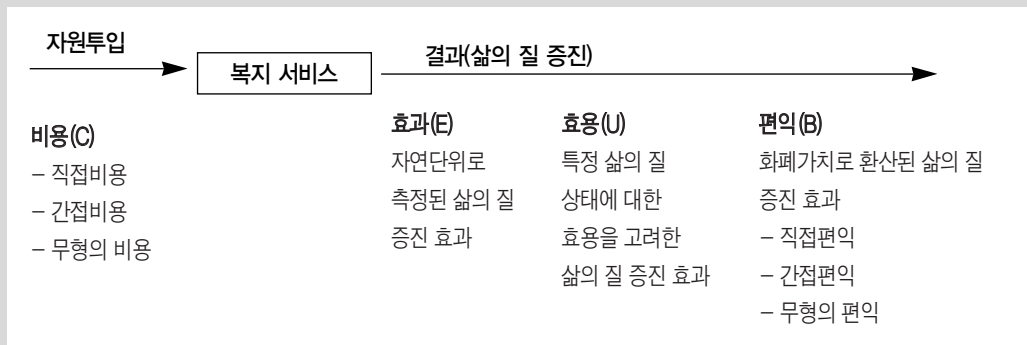 자원투입
복지 서비스
결과(삶의 질 증진)
비용(C)
– 직접비용
– 간접비용
– 무형의 비용
효과(E)
자연단위로
측정된 삶의 질
증진 효과
효용(U)
특정 삶의 질
상태에 대한
효용을 고려한
삶의 질 증진 효과
편익(B)
화폐가치로 환산된 삶의 질
증진 효과
– 직접편익
– 간접편익
– 무형의 편익